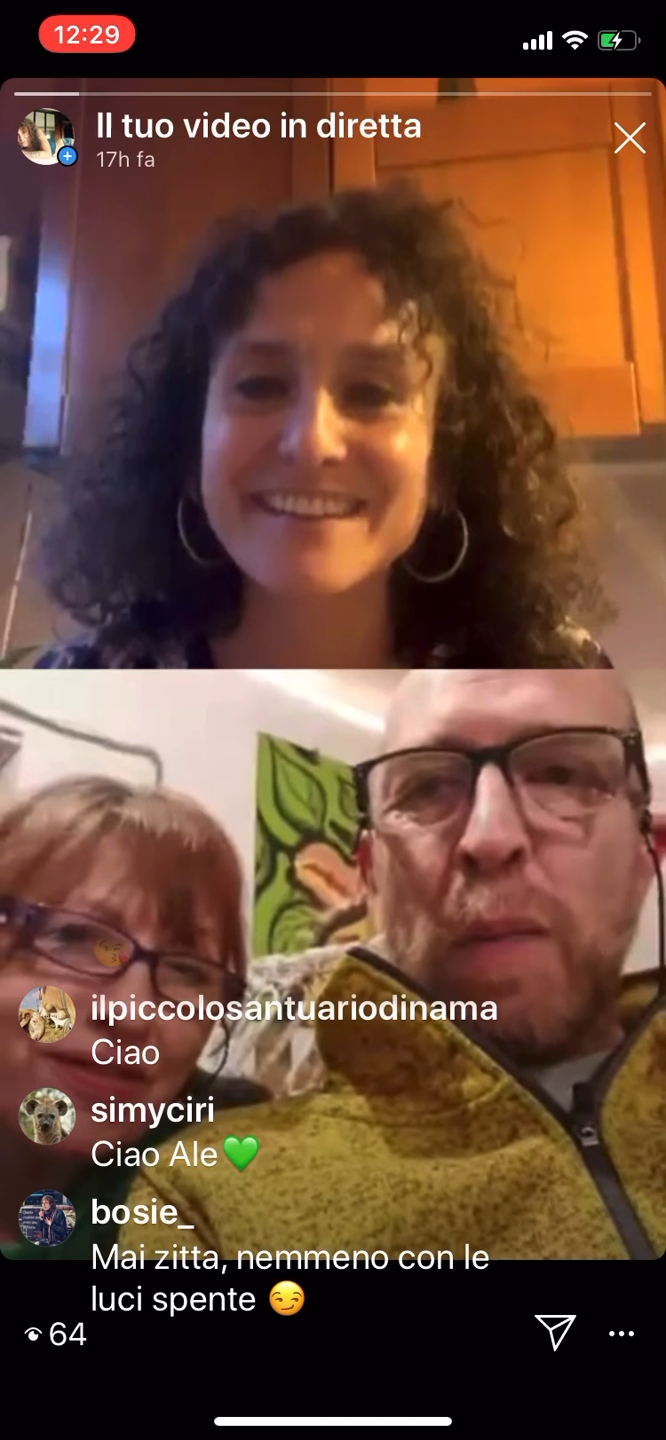 12:29
Il tuo video in diretta
17h fa
ilpiccolosantuariodinama
Ciao
simyciri
Ciao Ale💚
bosie_
Mai zitta, nemmeno con le
luci spente 😏
64